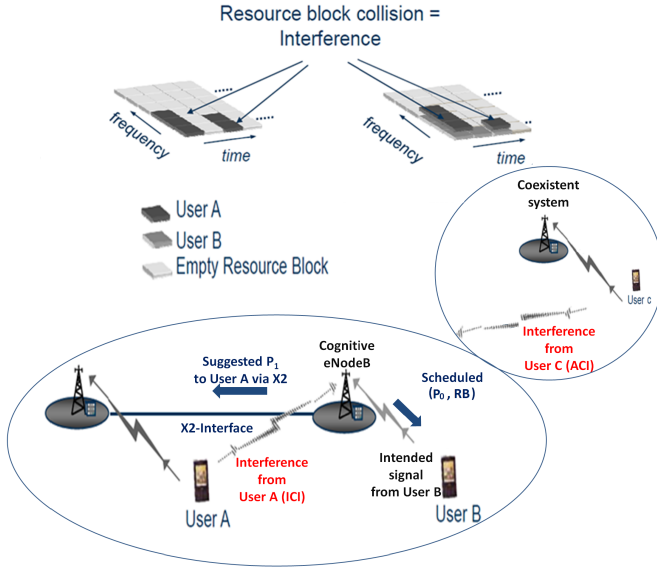 Resource block collision =
Interference
.....
.....
frequency
time
.....
..
frequency
time
User A
User B
Empty Resource Block
Coexistent
system
User c
Interference
from
User C (ACI)
Cognitive
eNodeB
Suggested P1
to User A via X2
Scheduled
(P0 , RB)
X2-Interface
Interference
from
User A (ICI)
Intended
signal
from User B
User A
User B